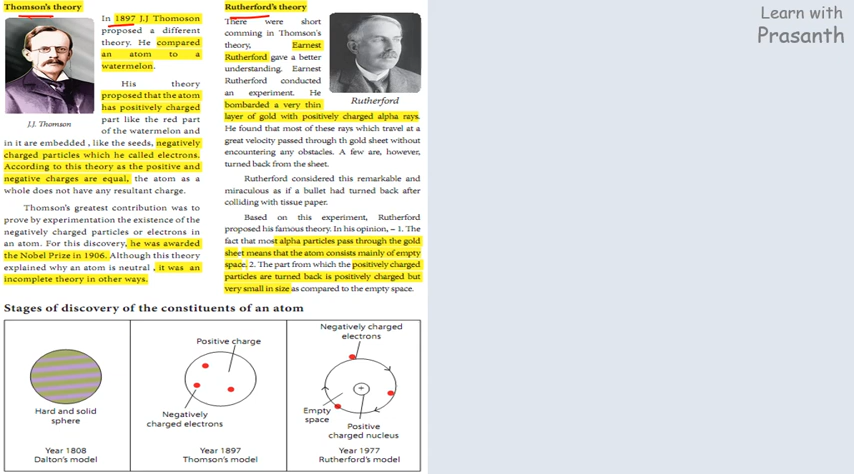 Thomson's theory
In 1897 J.J Thomoson
proposed a different
theory. He compared
an atom to a
watermelon.
His theory
proposed that the atom
has positively charged
part like the red part
of the watermelon and
J.J. Thomson
in it are embedded , like the seeds, negatively
charged particles which he called electrons.
According to this theory as the positive and
negative charges are equal, the atom as a
whole does not have any resultant charge.
Thomson's greatest contribution was to
prove by experimentation the existence of the
negatively charged particles or electrons in
an atom. For this discovery, he was awarded
the Nobel Prize in 1906. Although this theory
explained why an atom is neutral , it was an
incomplete theory in other ways.
Rutherford's theory
There were short
comming in Thomson's
theory, Earnest
Rutherford gave a better
understanding. Earnest
Rutherford conducted
an experiment. He
Rutherford
bombarded a very thin
layer of gold with positively charged alpha rays.
He found that most of these rays which travel at a
great velocity passed through th gold sheet without
encountering any obstacles. A few are, however,
turned back from the sheet.
Rutherford considered this remarkable and
miraculous as if a bullet had turned back after
colliding with tissue paper.
Based on this experiment, Rutherford
proposed his famous theory. In his opinion, – 1. The
fact that most alpha particles pass through the gold
sheet means that the atom consists mainly of empty
space. 2. The part from which the positively charged
particles are turned back is positively charged but
very small in size as compared to the empty space.
Stages of discovery of the constituents of an atom
Hard and solid
sphere
Year 1808
Dalton's model
Positive charge
Negatively
charged electrons
Year 1897
Thomson's model
Negatively charged
electrons
Empty
space
Positive
charged nucleus
Year 1977
Rutherford's model
Learn with
Prasanth